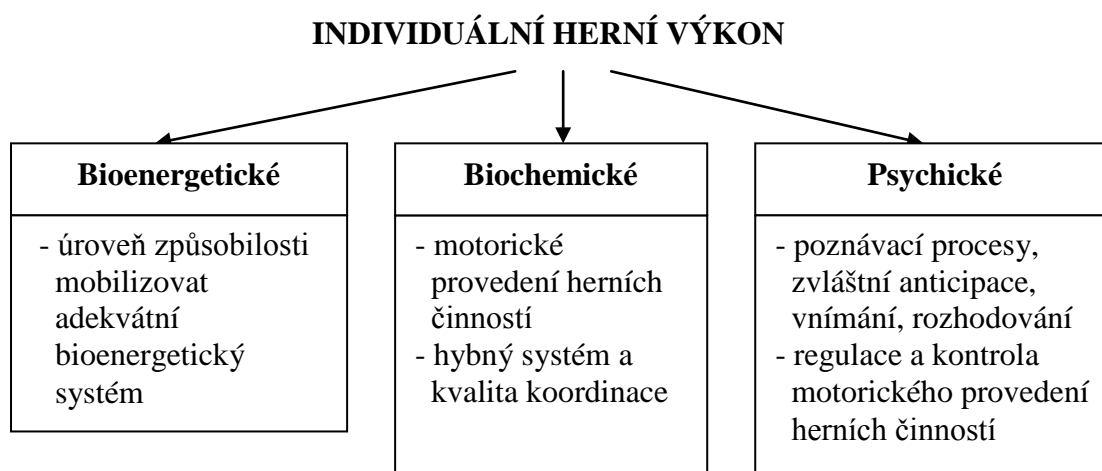 INDIVIDUÁLNÍ HERNÍ VÝKON
Bioenergetické
- úroveň způsobilosti
mobilizovat
adekvátní
bioenergetický
systém
Biochemické
- motorické
provedení herních
činností
- hybný systém a
kvalita koordinace
Psychické
- poznávací procesy,
zvláštní anticipace,
vnímání, rozhodování
- regulace a kontrola
motorického provedení
herních činností